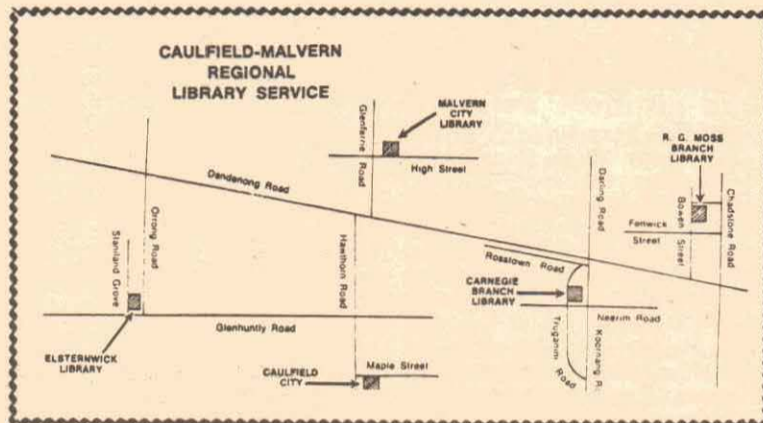 CAULFIELD-MALVERN
REGIONAL
LIBRARY SERVICE
MALVERN
CITY
LIBRARY
R. G. MOSS
BRANCH
LIBRARY
Glenferrie
Road
High Street
Dandenong Road
Orrong Road
Staniland Grove
Hawthorn Road
Darling Road
Fenwick
Street
Bowen Street
Chadstone Road
Rosstown Road
CARNEGIE
BRANCH
LIBRARY
Neerim Road
Truganini Road
Koornang R
Glenhuntly Road
ELSTERNWICK
LIBRARY
CAULFIELD
CITY
Maple Street